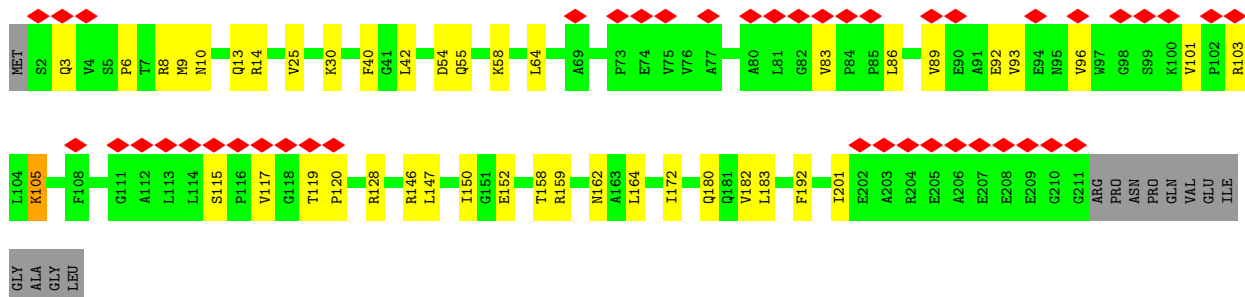 MET S2 Q3 V4 S5 P6 T7 R8 M9 N10 Q13 R14 V25 K30 F40 G41 L42 D54 Q55 K58 L64 A69 P73 E74 V75 V76 A77 A80 L81 G82 V83 P84 P85 L86 V89 E90 A91 E92 V93 E94 N95 V96 W97 G98 S99 K100 V101 P102 R103
L104 K105 F108 G111 A112 L113 L114 S115 P116 V117 G118 T119 P120 R128 R146 L147 I150 G151 E152 T158 R159 N162 A163 L164 I172 Q180 Q181 V182 L183 F192 I201 E202 A203 R204 E205 A206 E207 E208 E209 G210 G211 ARG PRO ASN PRO GLN VAL GLU ILE
GLY ALA GLY LEU